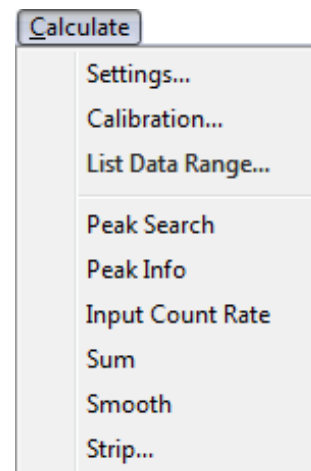 Calculate
Settings...
Calibration...
List Data Range...
Peak Search
Peak Info
Input Count Rate
Sum
Smooth
Strip...